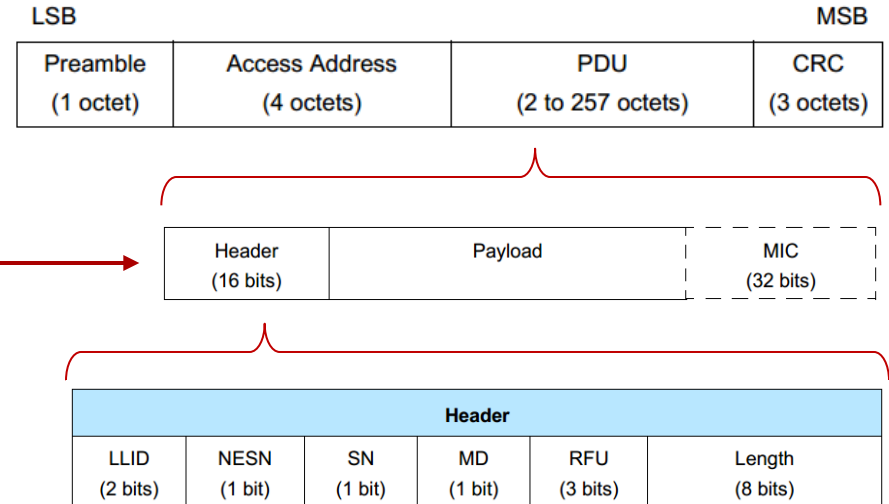 LSB MSB
Preamble Access Address PDU CRC
(1 octet) (4 octets) (2 to 257 octets) (3 octets)
Header Payload MIC
(16 bits) (32 bits)
Header
LLID NESN SN MD RFU Length
(2 bits) (1 bit) (1 bit) (1 bit) (3 bits) (8 bits)